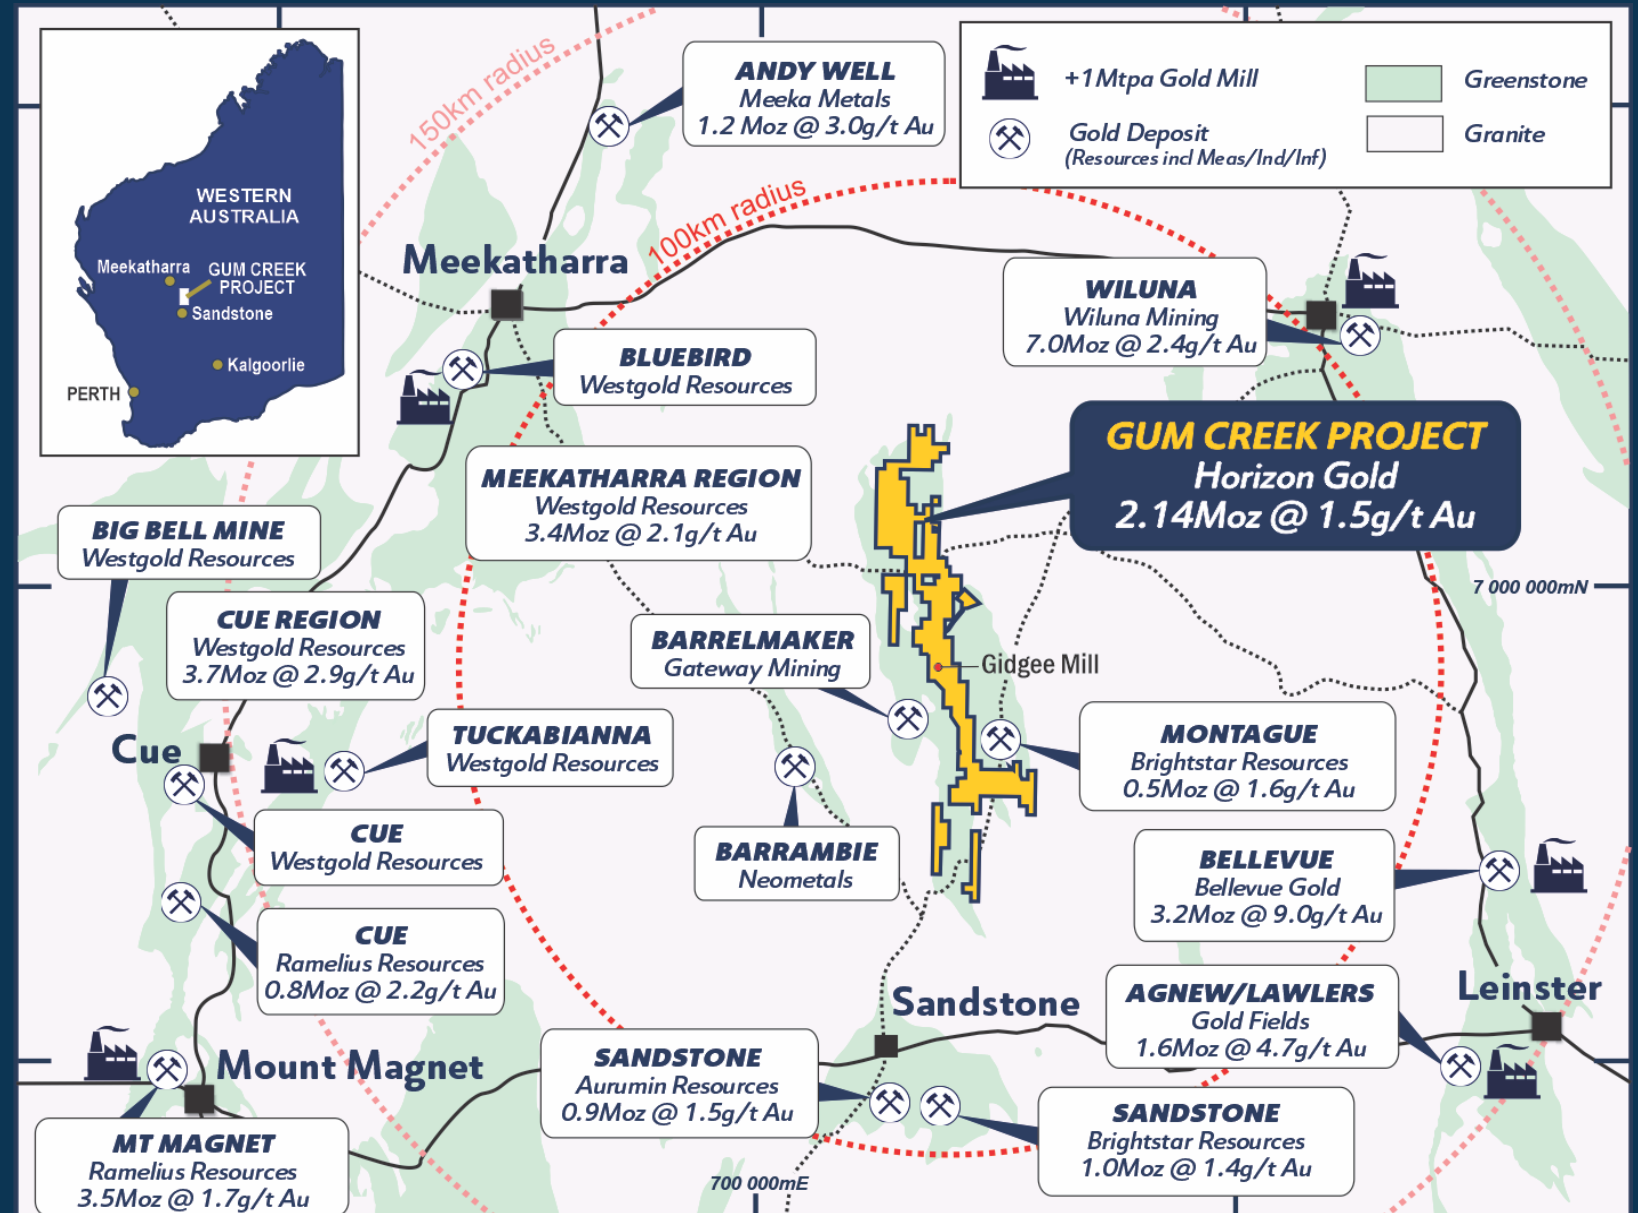 WESTERN
AUSTRALIA
Meekatharra
GUM CREEK
PROJECT
Sandstone
Kalgoorlie
PERTH
150km radius
100km radius
ANDY WELL
Meeka Metals
1.2 Moz @ 3.0g/t Au
+1Mtpa Gold Mill
Gold Deposit
(Resources incl Meas/Ind/Inf)
Greenstone
Granite
Meekatharra
WILUNA
Wiluna Mining
7.0Moz @ 2.4g/t Au
BLUEBIRD
Westgold Resources
GUM CREEK PROJECT
Horizon Gold
2.14Moz @ 1.5g/t Au
MEEKATHARRA REGION
Westgold Resources
3.4Moz @ 2.1g/t Au
BIG BELL MINE
Westgold Resources
7 000 000mN
CUE REGION
Westgold Resources
3.7Moz @ 2.9g/t Au
BARRELMAKER
Gateway Mining
Gidgee Mill
Cue
TUCKABIANNA
Westgold Resources
MONTAGUE
Brightstar Resources
0.5Moz @ 1.6g/t Au
CUE
Westgold Resources
BARRAMBIE
Neometals
BELLEVUE
Bellevue Gold
3.2Moz @ 9.0g/t Au
CUE
Ramelius Resources
0.8Moz @ 2.2g/t Au
Sandstone
AGNEW/LAWLERS
Gold Fields
1.6Moz @ 4.7g/t Au
Leinster
Mount Magnet
SANDSTONE
Aurumin Resources
0.9Moz @ 1.5g/t Au
SANDSTONE
Brightstar Resources
1.0Moz @ 1.4g/t Au
MT MAGNET
Ramelius Resources
3.5Moz @ 1.7g/t Au
700 000mE